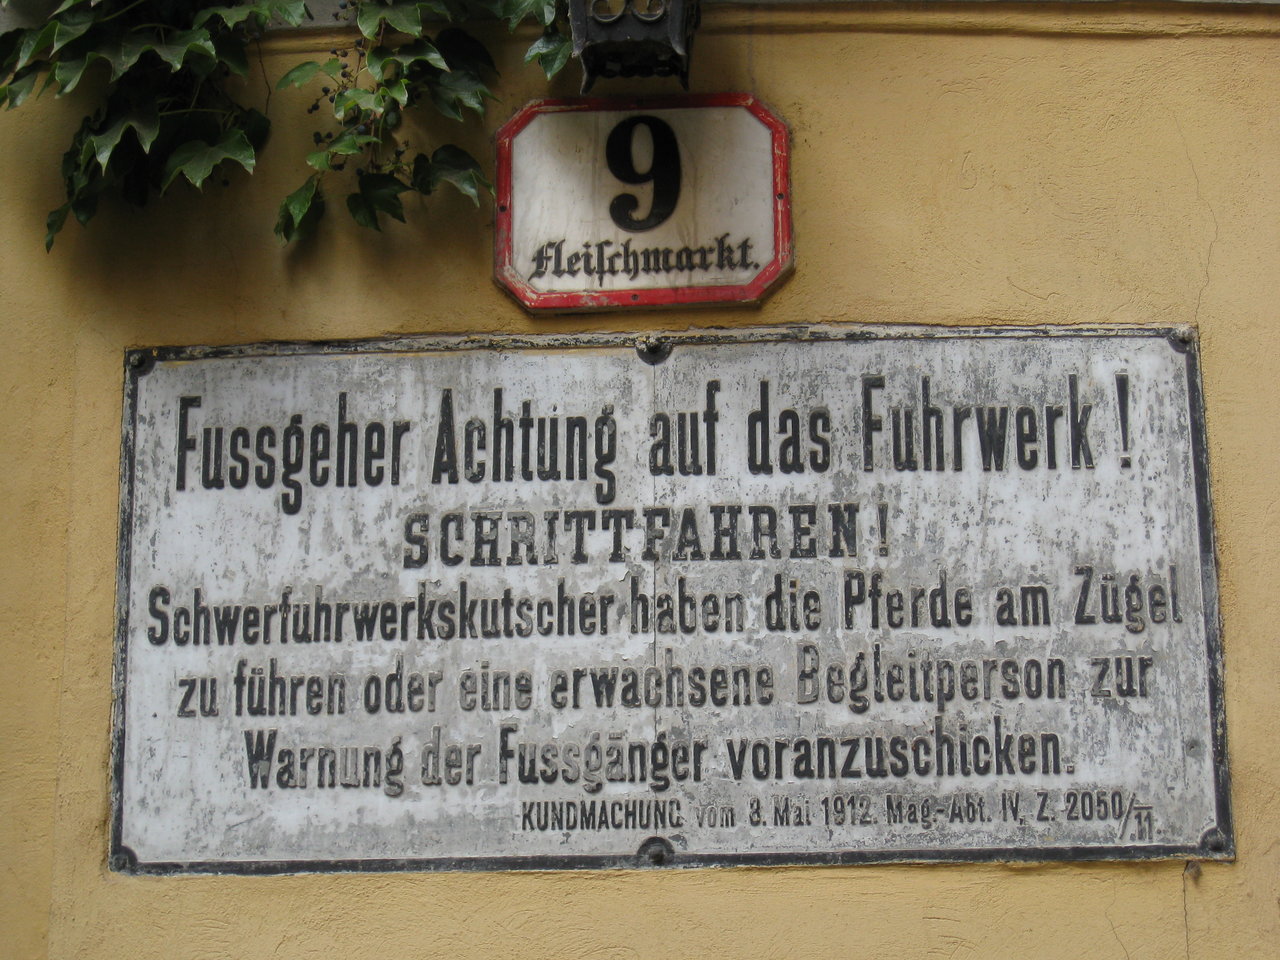 9
Fleiſchmarkt.
Fussgeher Achtung auf das Fuhrwerk!
SCHRITTFAHREN!
Schwerfuhrwerkskutscher haben die Pferde am Zügel
zu führen oder eine erwachsene Begleitperson zur
Warnung der Fussgänger voranzuschicken.
KUNDMACHUNG vom 3. Mai 1912, Mag-Abt. IV, Z. 2050/11